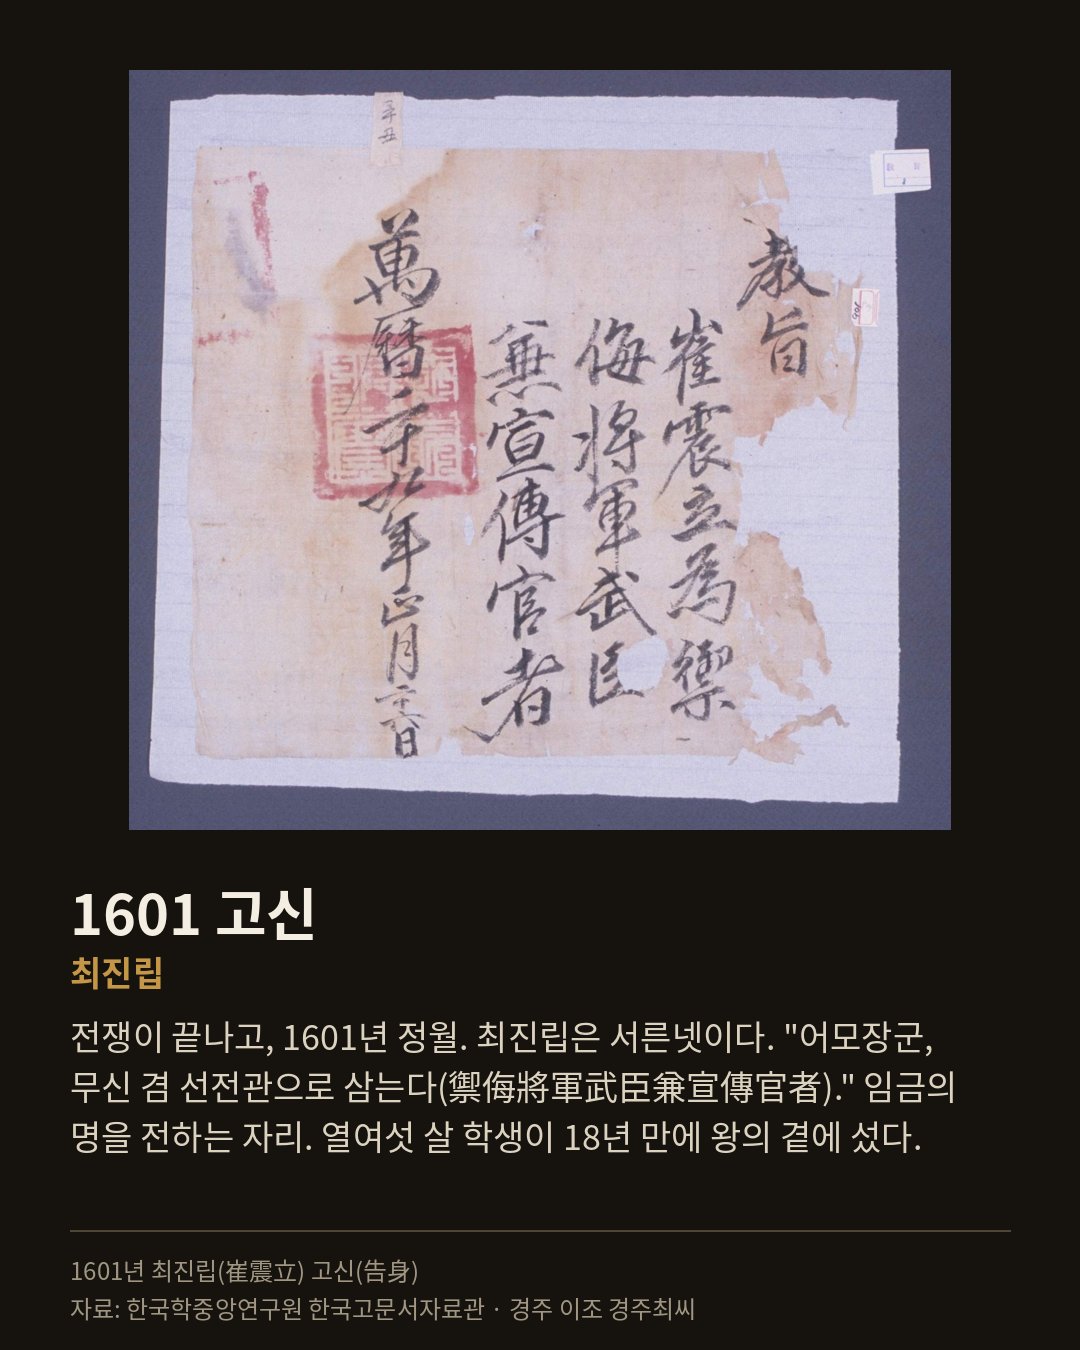 辛丑
教旨
崔震立為禦
侮將軍武臣
兼宣傳官者
萬曆二十九年正月二十六日
1601 고신
최진립
전쟁이 끝나고, 1601년 정월. 최진립은 서른넷이다. "어모장군,
무신 겸 선전관으로 삼는다(禦侮將軍武臣兼宣傳官者)." 임금의
명을 전하는 자리. 열여섯 살 학생이 18년 만에 왕의 곁에 섰다.
1601년 최진립(崔震立) 고신(告身)
자료: 한국학중앙연구원 한국고문서자료관 · 경주 이조 경주최씨